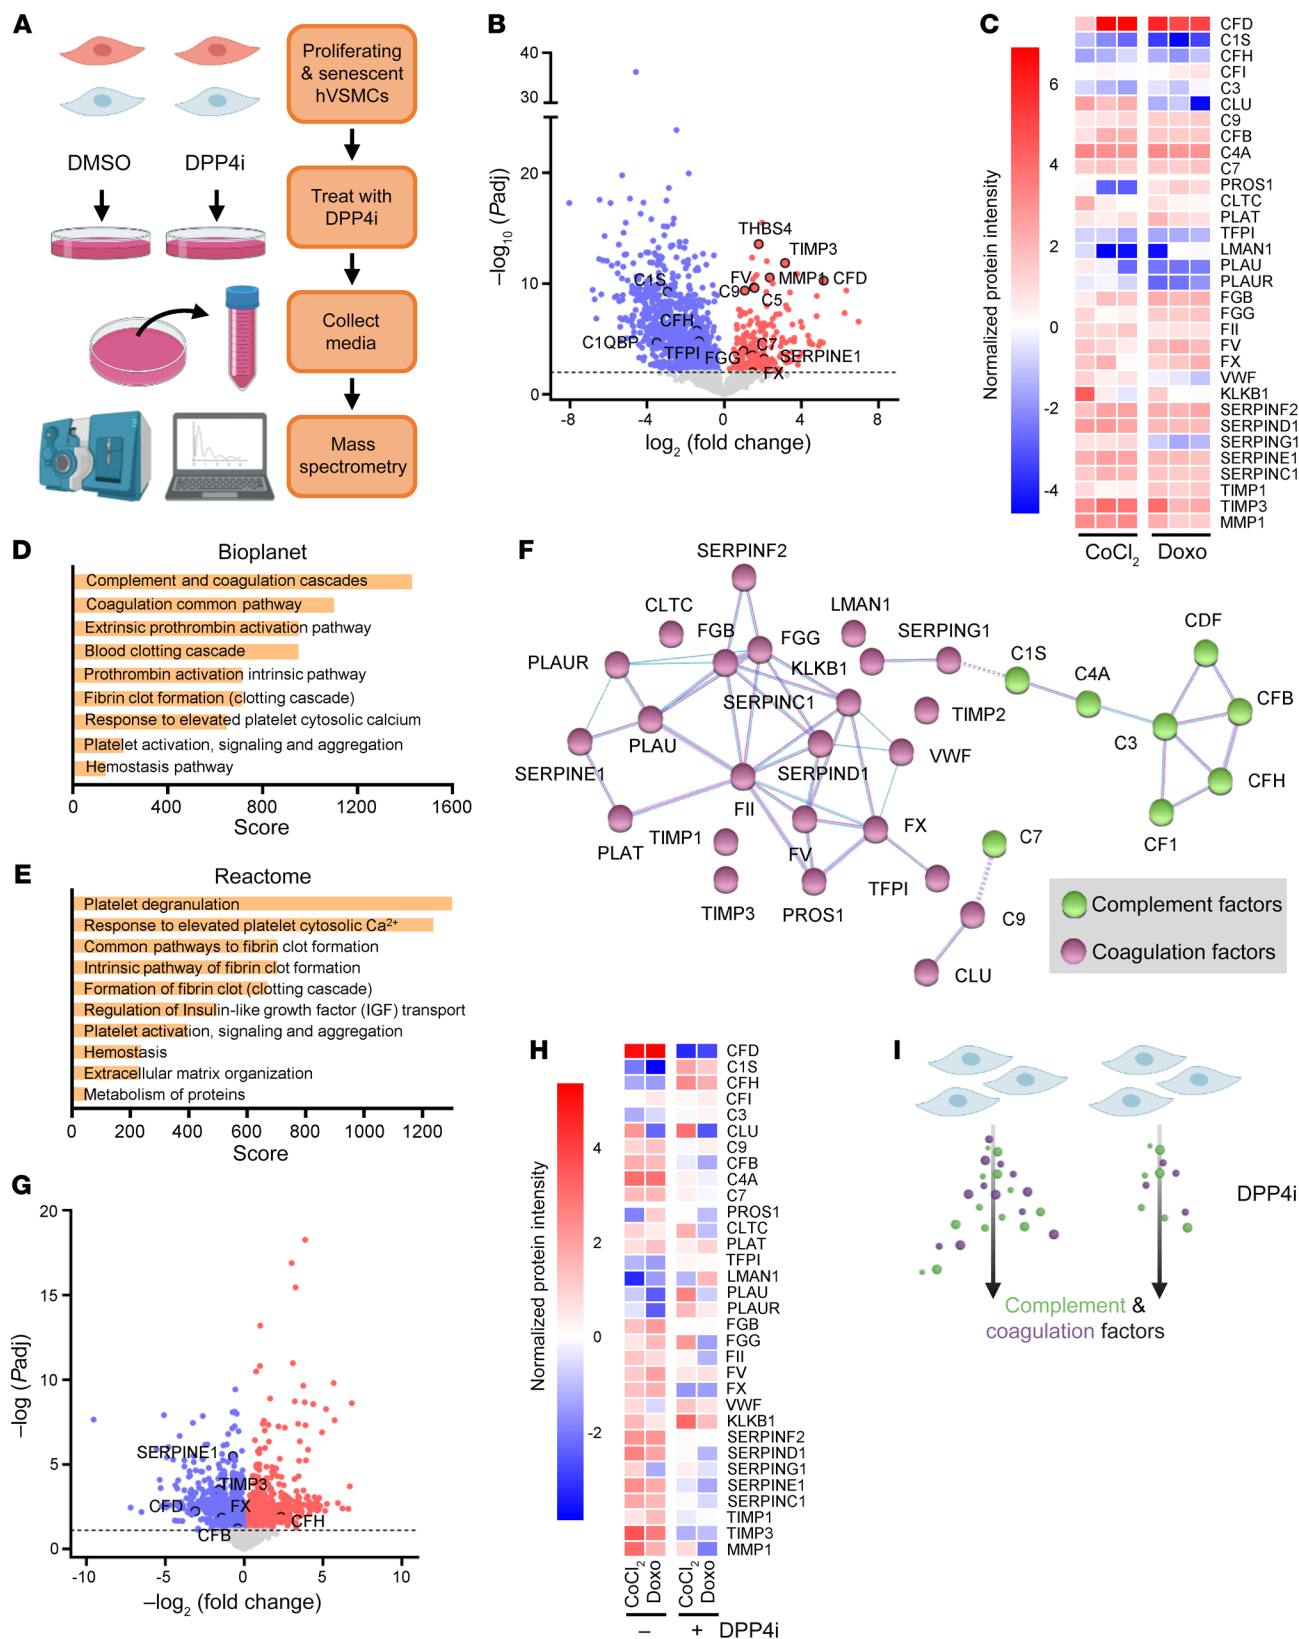 A
Proliferating
& senescent
hVSMCs
DMSO
DPP4i
Treat with
DPP4i
Collect
media
Mass
spectrometry
B
–log10 (Padj)
40
30
20
10
0
THBS4
TIMP3
C1S
FV
MMP1
CFD
C9
C5
CFH
C1QBP
TFPI
FGG
C7
SERPINE1
FX
-8
-4
0
4
8
log2 (fold change)
C
Normalized protein intensity
6
4
2
0
-2
-4
CFD
C1S
CFH
CFI
C3
CLU
C9
CFB
C4A
C7
PROS1
CLTC
PLAT
TFPI
LMAN1
PLAU
PLAUR
FGB
FGG
FII
FV
FX
VWF
KLKB1
SERPINF2
SERPIND1
SERPING1
SERPINE1
SERPINC1
TIMP1
TIMP3
MMP1
CoCl2
Doxo
D
Bioplanet
Complement and coagulation cascades
Coagulation common pathway
Extrinsic prothrombin activation pathway
Blood clotting cascade
Prothrombin activation intrinsic pathway
Fibrin clot formation (clotting cascade)
Response to elevated platelet cytosolic calcium
Platelet activation, signaling and aggregation
Hemostasis pathway
0
400
800
1200
1600
Score
E
Reactome
Platelet degranulation
Response to elevated platelet cytosolic Ca2+
Common pathways to fibrin clot formation
Intrinsic pathway of fibrin clot formation
Formation of fibrin clot (clotting cascade)
Regulation of Insulin-like growth factor (IGF) transport
Platelet activation, signaling and aggregation
Hemostasis
Extracellular matrix organization
Metabolism of proteins
0
200
400
600
800
1000
1200
Score
F
SERPINF2
CLTC
FGB
FGG
LMAN1
SERPING1
PLAUR
KLKB1
C1S
C4A
CDF
CFB
SERPINC1
TIMP2
PLAU
C3
SERPINE1
SERPIND1
VWF
CFH
FII
PLAT
TIMP1
FV
FX
C7
CF1
TIMP3
PROS1
TFPI
C9
CLU
Complement factors
Coagulation factors
G
–log (Padj)
20
15
10
5
0
SERPINE1
TIMP3
CFD
FX
CFH
CFB
-10
-5
0
5
10
–log2 (fold change)
H
Normalized protein intensity
4
2
0
-2
CFD
C1S
CFH
CFI
C3
CLU
C9
CFB
C4A
C7
PROS1
CLTC
PLAT
TFPI
LMAN1
PLAU
PLAUR
FGB
FGG
FII
FV
FX
VWF
KLKB1
SERPINF2
SERPIND1
SERPING1
SERPINE1
SERPINC1
TIMP1
TIMP3
MMP1
CoCl2
Doxo
CoCl2
Doxo
– + DPP4i
I
DPP4i
Complement &
coagulation factors